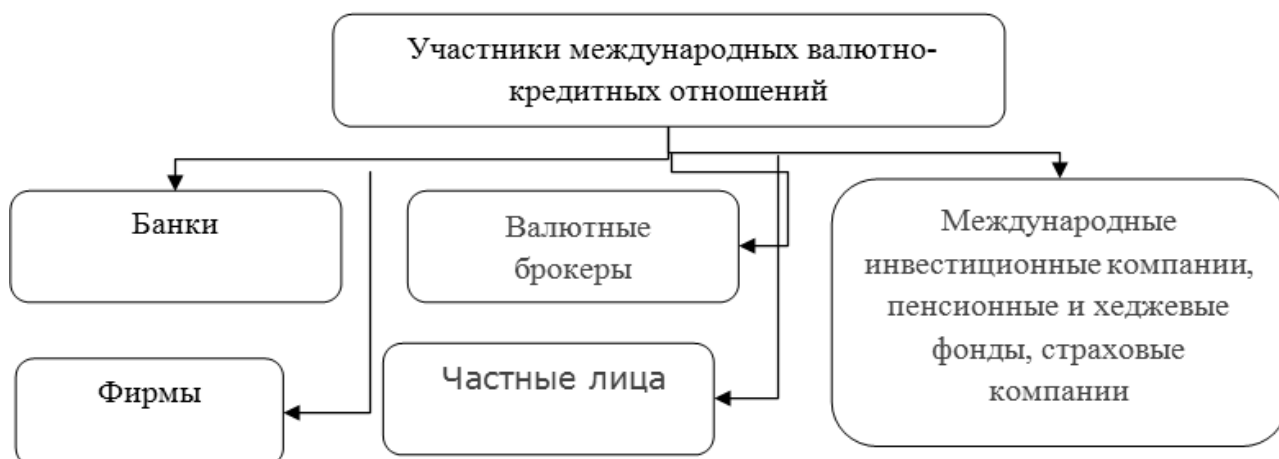 Участники международных валютно-
кредитных отношений
Банки
Валютные
брокеры
Международные
инвестиционные компании,
пенсионные и хеджевые
фонды, страховые
компании
Фирмы
Частные лица